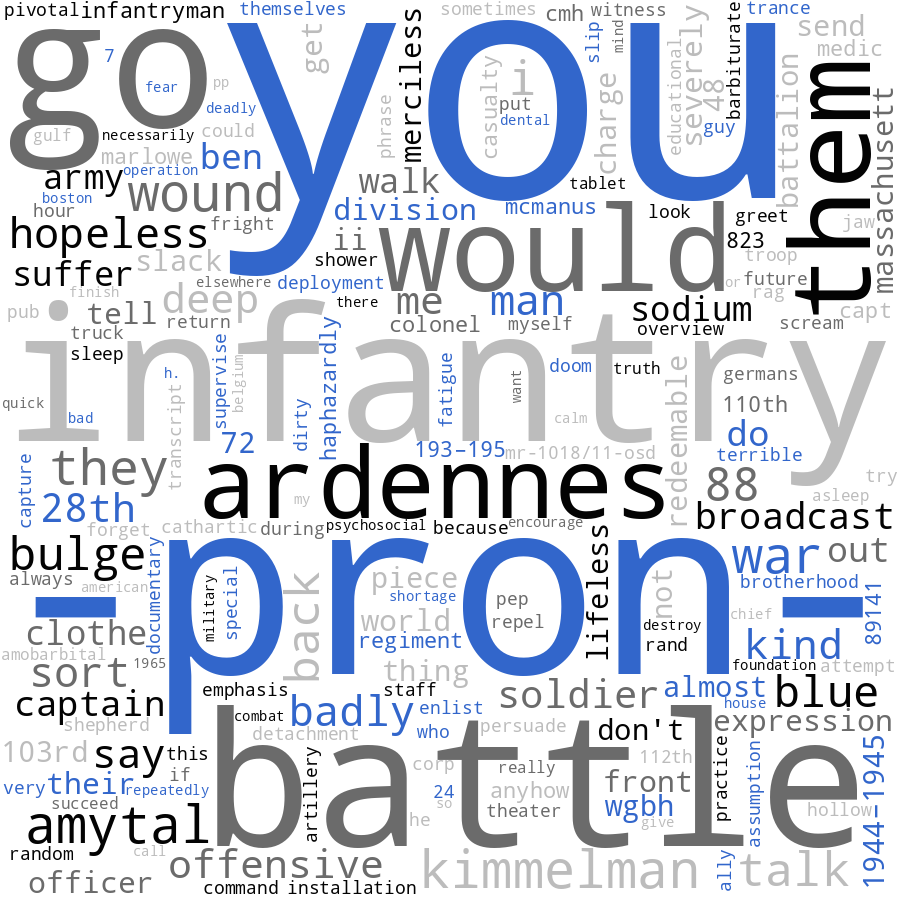 pivotal infantryman themselves sometimes cmh witness trance
go you i get merciless casualty slip mind severely barbiturate send
7 fear pp deadly phrase put dental charge educational 48 guy medic
gulf necessarily could marlowe operation ben battalion them massachusett
army wound walk tablet
boston hour fright division mcmanus look greet jaw
hopeless slack ii would 823
suffer elsewhere deployment shower troop
finish deep there me man sodium or rag future capt
pub tell truck return colonel myself overview scream
infantry
sleep h. supervise belgium haphazardly fatigue want doom truth germans
quick bad transcript dirty calm redeemable 110th
72 193–195 mr-1018/11-osd do terrible
they ardennes 88 try
capture 28th my asleep
forget cathartic during psychosocial because encourage broadcast
bulge -pron- war out
always american documentary military special back piece shortage pep repel lifeless not brotherhood 89141
clothe world regiment destroy chief
amobarbital 1965 thing rand kind foundation attempt
sort emphasis staff soldier almost house blue
captain combat badly enlist
shepherd detachment who persuade don't expression
103rd say this battle corp really 112th practice assumption 1944–1945
very their if repeatedly artillery 24 anyhow front
succeed so theater wgbh give hollow
amytal he
random call offensive kimmelman ally talk
officer command installation